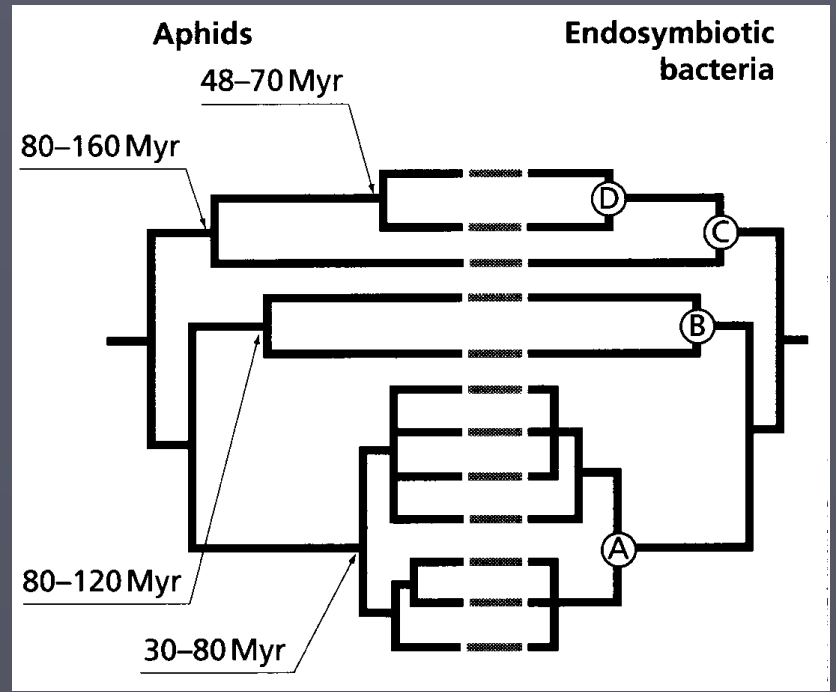 Aphids
Endosymbiotic
bacteria
48–70 Myr
80–160 Myr
D
C
B
A
80–120 Myr
30–80 Myr